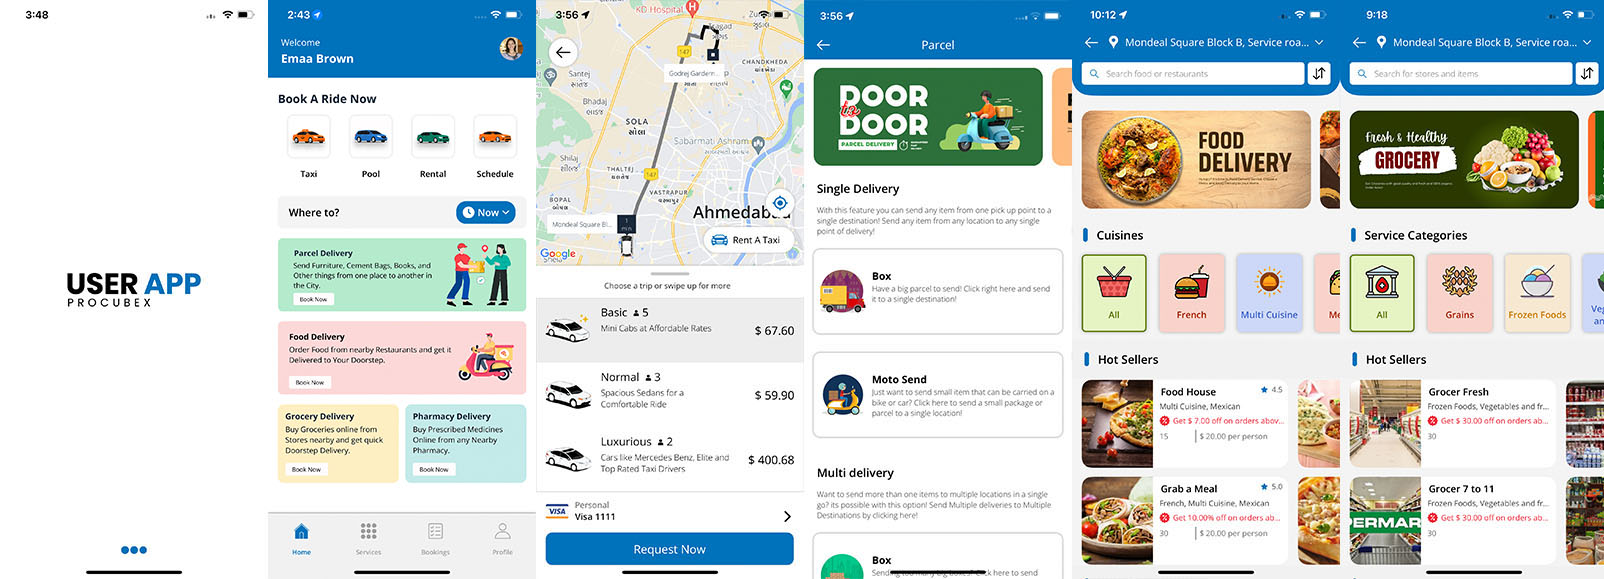 3:48
USER APP
PROCUBEX
2:43
Welcome
Emaa Brown
Book A Ride Now
Taxi
Pool
Rental
Schedule
Where to?
Now
Parcel Delivery
Send Furniture, Cement Bags, Books, and
Other things from one place to another in
the City.
Book Now
Food Delivery
Order Food from nearby Restaurants and get it
Delivered to Your Doorstep.
Book Now
Grocery Delivery
Buy Groceries online from
Stores nearby and get quick
Doorstep Delivery.
Book Now
Pharmacy Delivery
Buy Prescribed Medicines
Online from any Nearby
Pharmacy.
Book Now
Home
Services
Bookings
Profile
3:56
KD Hospital
H
147
Godrej Garden...
Santej
સાંતેજ
Bhadaj
ભાડજ
SOLA
સોલા
Sabarmati Ashram
Shilaj
શીલજ
THALTEJ
થલતેજ
147
VASTRAPUR
વસ્ત્રાપુર
BOPAL
બોપલ
Ahmedabad
Mondeal Square Bl...
1
min
Rent A Taxi
Google
Choose a trip or swipe up for more
Basic 5
Mini Cabs at Affordable Rates
$ 67.60
Normal 3
Spacious Sedans for a
Comfortable Ride
$ 59.90
Luxurious 2
Cars like Mercedes Benz, Elite and
Top Rated Taxi Drivers
$ 400.68
VISA
Personal
Visa 1111
Request Now
3:56
Parcel
DOOR
to
DOOR
PARCEL DELIVERY
Single Delivery
With this feature you can send any item from one pick up point to a
single destination! Send any item from any location to any single
point of delivery!
Box
Have a big parcel to send! Click right here and send
it to a single destination!
Moto Send
Just want to send small item that can be carried on a
bike or car? Click here to send a small package or
parcel to a single location!
Multi delivery
Want to send more than one items to multiple locations in a single
go? its possible with this option! Send Multiple deliveries to Multiple
Destinations by clicking here!
Box
Sending too many big boxes! Click here to send
10:12
Mondeal Square Block B, Service roa...
Search food or restaurants
FOOD
DELIVERY
Cuisines
All
French
Multi Cuisine
Me
Hot Sellers
Food House
4.5
Multi Cuisine, Mexican
Get $ 7.00 off on orders abov...
15
$ 20.00 per person
Grab a Meal
5.0
French, Multi Cuisine, Mexican
Get 10.00% off on orders ab...
30
$ 20.00 per person
9:18
Mondeal Square Block B, Service roa...
Search for stores and items
Fresh & Healthy
GROCERY
Service Categories
All
Grains
Frozen Foods
Veg
an
Hot Sellers
Grocer Fresh
Frozen Foods, Vegetables and fr...
Get $ 30.00 off on orders ab...
30
PERMAR
Grocer 7 to 11
Frozen Foods, Vegetables and fr...
Get $ 30.00 off on orders ab...
30